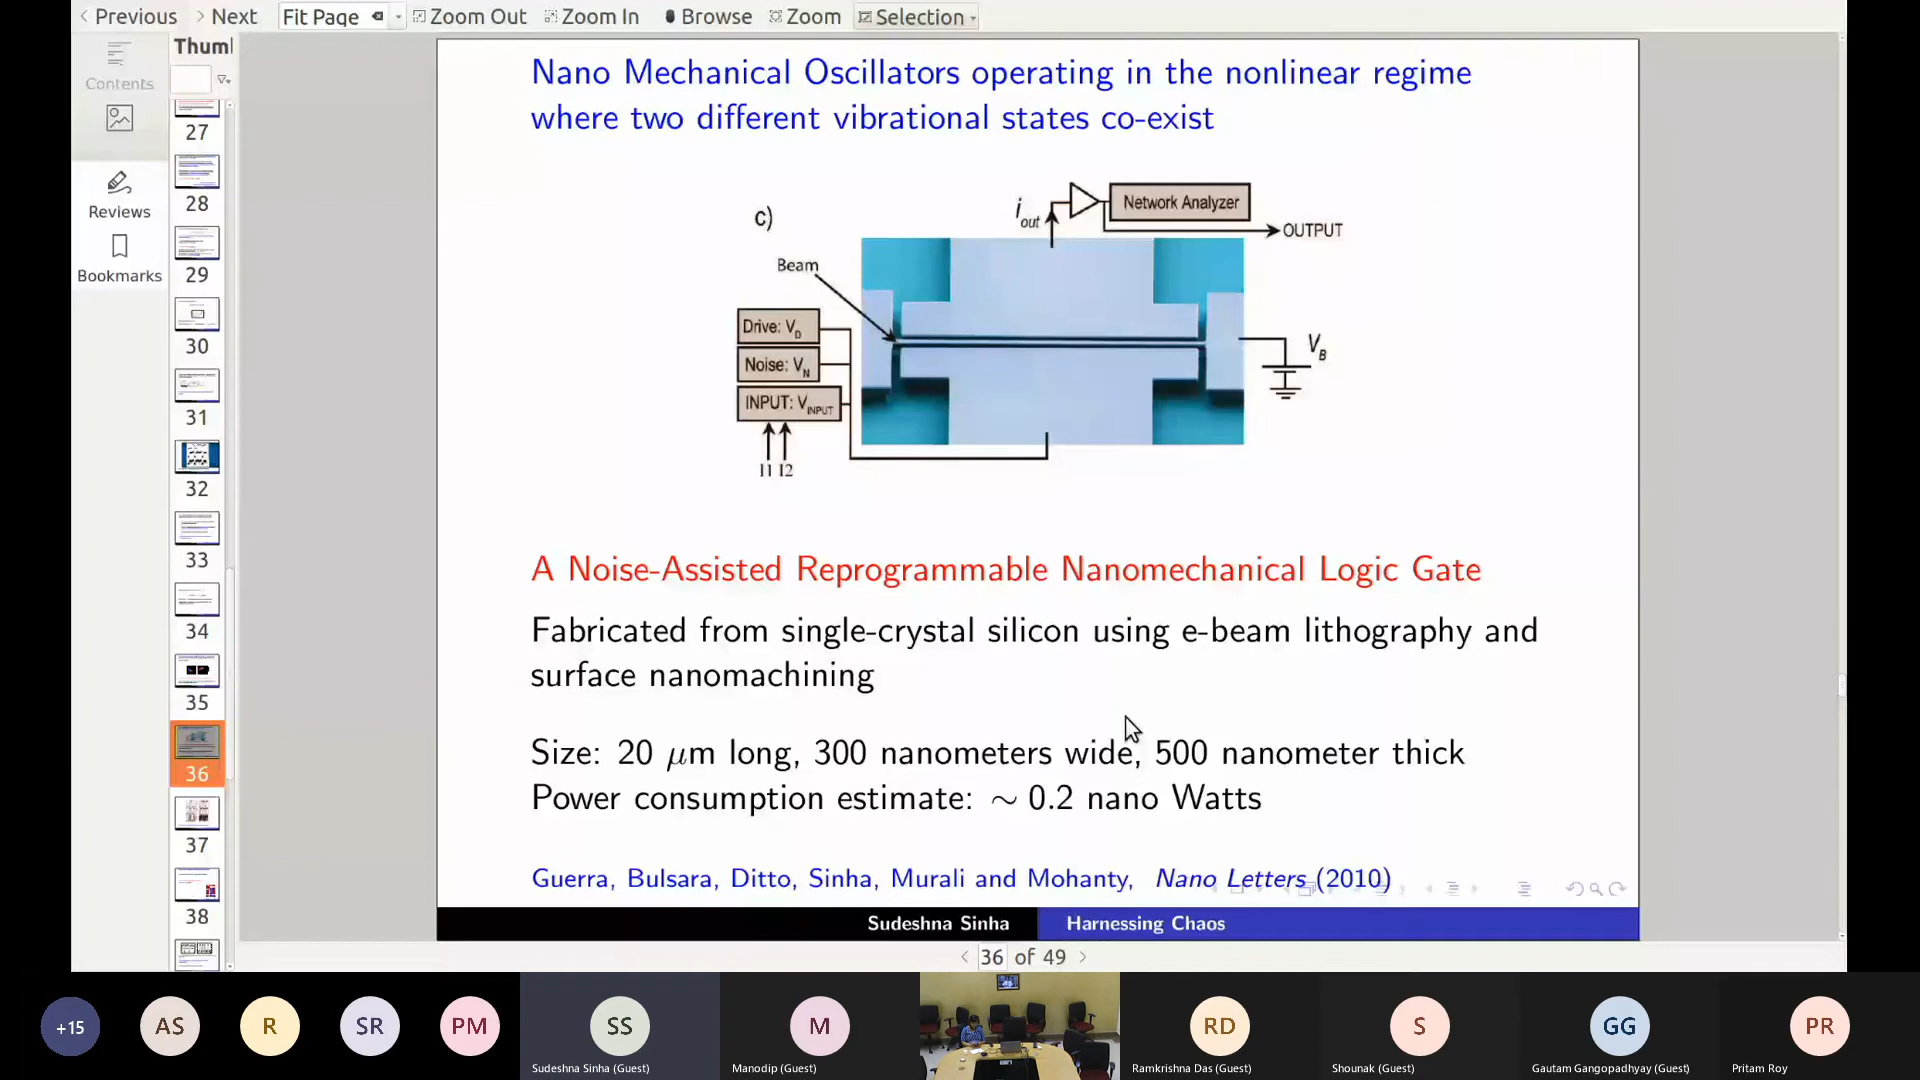 Previous
Next
Fit Page
Zoom Out
Zoom In
Browse
Zoom
Selection
Contents
Reviews
Bookmarks
Thum
27
28
29
30
31
32
33
34
35
36
37
38
Nano Mechanical Oscillators operating in the nonlinear regime
where two different vibrational states co-exist
c)
i out
Network Analyzer
OUTPUT
Beam
Drive: V D
Noise: V N
INPUT: V INPUT
I1 I2
V B
A Noise-Assisted Reprogrammable Nanomechanical Logic Gate
Fabricated from single-crystal silicon using e-beam lithography and
surface nanomachining
Size: 20 μm long, 300 nanometers wide, 500 nanometer thick
Power consumption estimate: ∼ 0.2 nano Watts
Guerra, Bulsara, Ditto, Sinha, Murali and Mohanty, Nano Letters (2010)
Sudeshna Sinha
Harnessing Chaos
36 of 49
+15
AS
R
SR
PM
SS
Sudeshna Sinha (Guest)
M
Manodip (Guest)
RD
Ramkrishna Das (Guest)
S
Shounak (Guest)
GG
Gautam Gangopadhyay (Guest)
PR
Pritam Roy